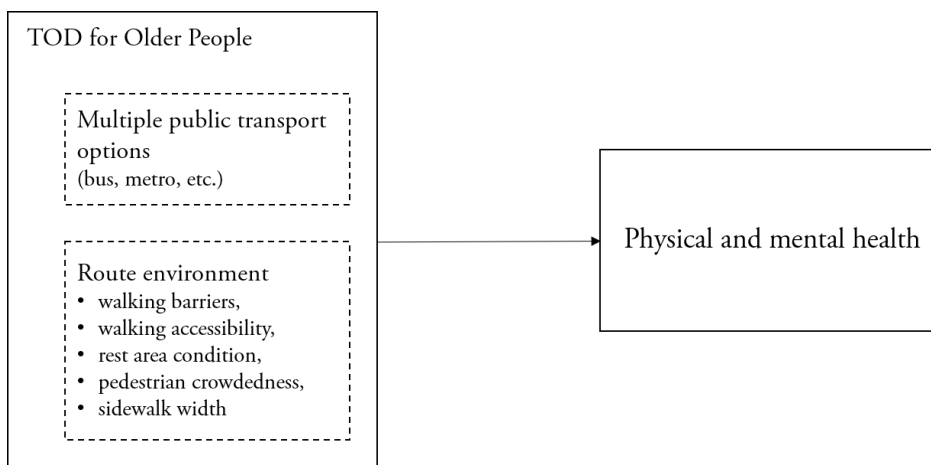 TOD for Older People
Multiple public transport
options
(bus, metro, etc.)
Route environment
• walking barriers,
• walking accessibility,
• rest area condition,
• pedestrian crowdedness,
• sidewalk width
Physical and mental health